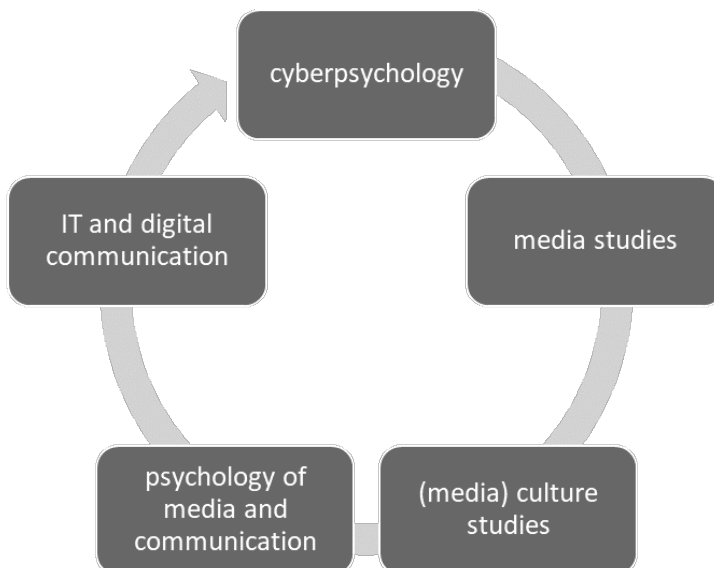 cyberpsychology
media studies
(media) culture
studies
psychology of
media and
communication
IT and digital
communication